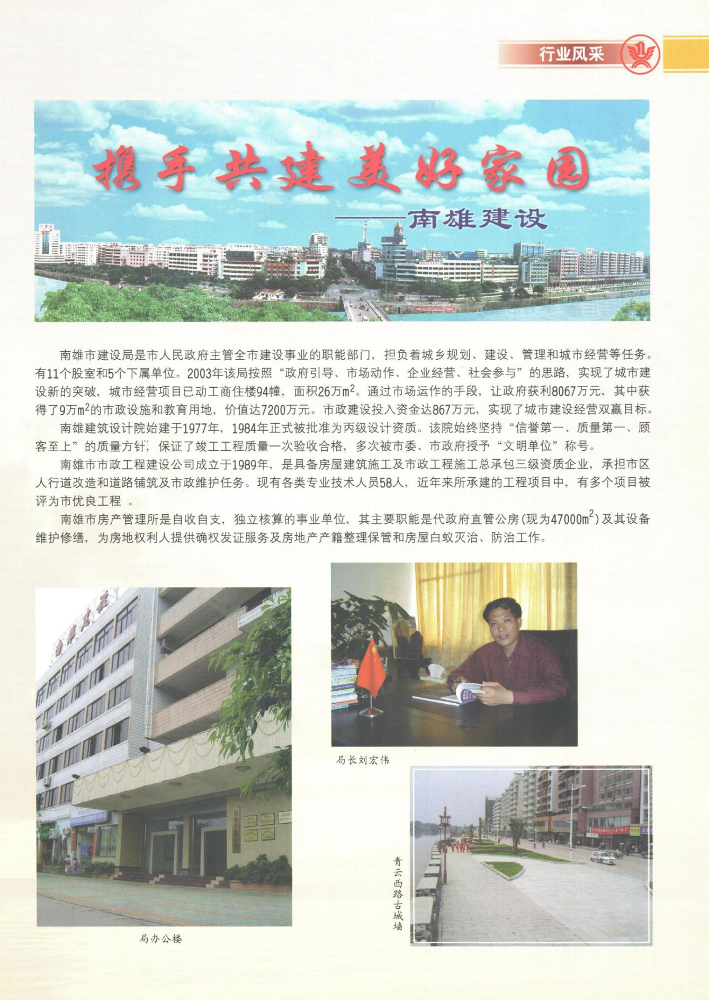 行业风采
携手共建美好家园
——南雄建设
南雄市建设局是市人民政府主管全市建设事业的职能部门，担负着城乡规划、建设、管理和城市经营等任务。
有11个股室和5个下属单位。2003年该局按照“政府引导、市场动作、企业经营、社会参与”的思路，实现了城市建
设新的突破，城市经营项目已动工商住楼94幢，面积26万m²。通过市场运作的手段，让政府获利8067万元，其中获
得了9万m²的市政设施和教育用地，价值达7200万元。市政建设投入资金达867万元，实现了城市建设经营双赢目标。
南雄建筑设计院始建于1977年，1984年正式被批准为丙级设计资质。该院始终坚持“信誉第一、质量第一、顾
客至上”的质量方针，保证了竣工工程质量一次验收合格，多次被市委、市政府授予“文明单位”称号。
南雄市市政工程建设公司成立于1989年，是具备房屋建筑施工及市政工程施工总承包三级资质企业，承担市区
人行道改造和道路铺筑及市政维护任务。现有各类专业技术人员58人，近年来所承建的工程项目中，有多个项目被
评为市优良工程 。
南雄市房产管理所是自收自支，独立核算的事业单位，其主要职能是代政府直管公房(现为47000m²)及其设备
维护修缮，为房地权利人提供确权发证服务及房地产产籍整理保管和房屋白蚁灭治、防治工作。
局长刘宏伟
青云西路古城墙
局办公楼